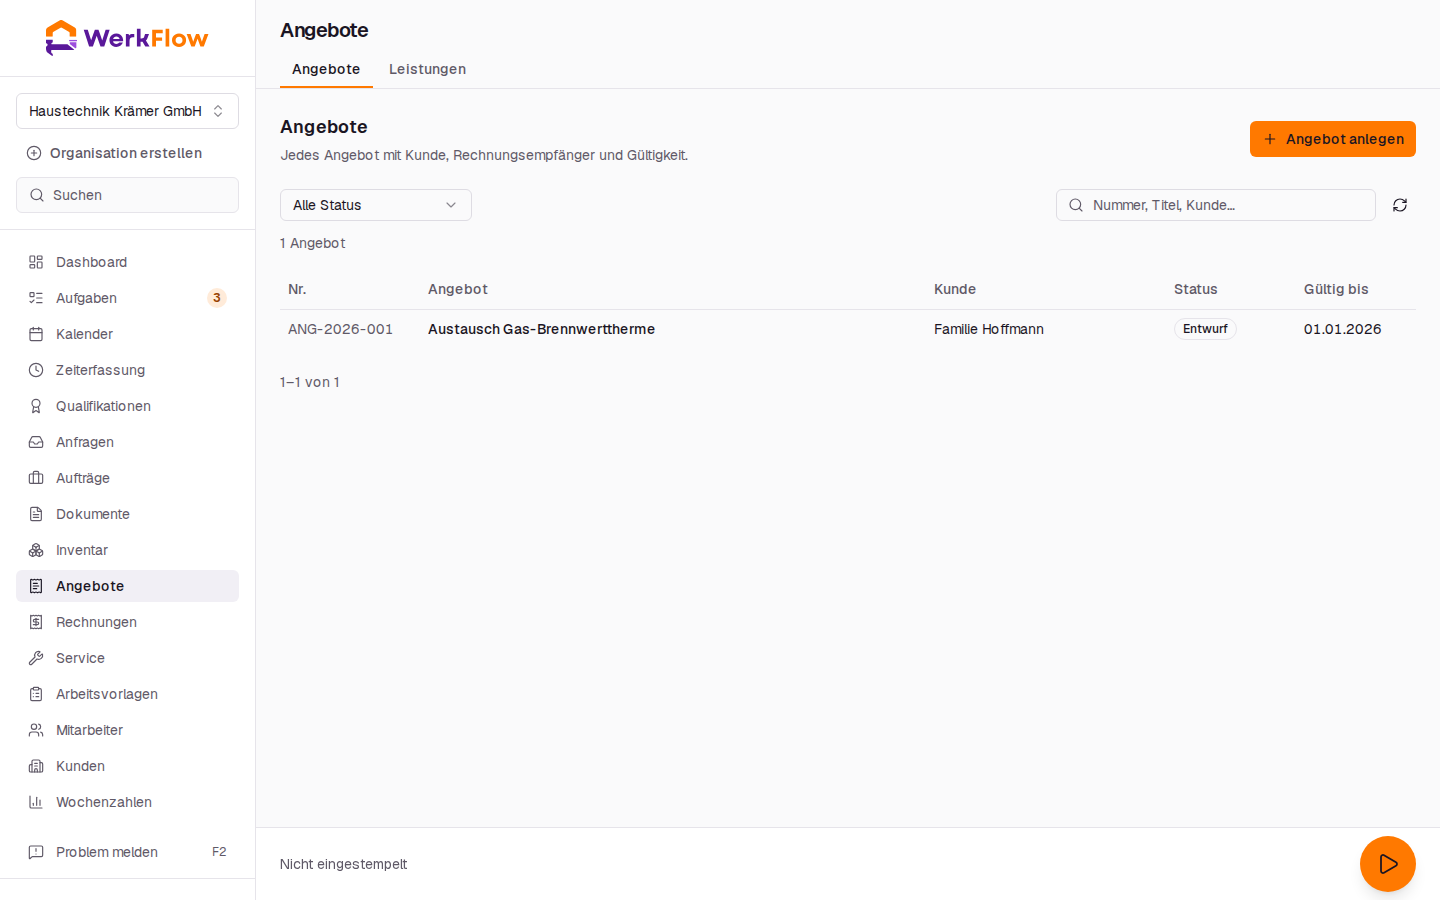 WerkFlow
Haustechnik Krämer GmbH
Organisation erstellen
Suchen
Dashboard
Aufgaben 3
Kalender
Zeiterfassung
Qualifikationen
Anfragen
Aufträge
Dokumente
Inventar
Angebote
Rechnungen
Service
Arbeitsvorlagen
Mitarbeiter
Kunden
Wochenzahlen
Problem melden F2
Angebote
Angebote Leistungen
Angebote
Jedes Angebot mit Kunde, Rechnungsempfänger und Gültigkeit.
Angebot anlegen
Alle Status
Nummer, Titel, Kunde…
1 Angebot
Nr. Angebot Kunde Status Gültig bis
ANG-2026-001 Austausch Gas-Brennwerttherme Familie Hoffmann Entwurf 01.01.2026
1–1 von 1
Nicht eingestempelt